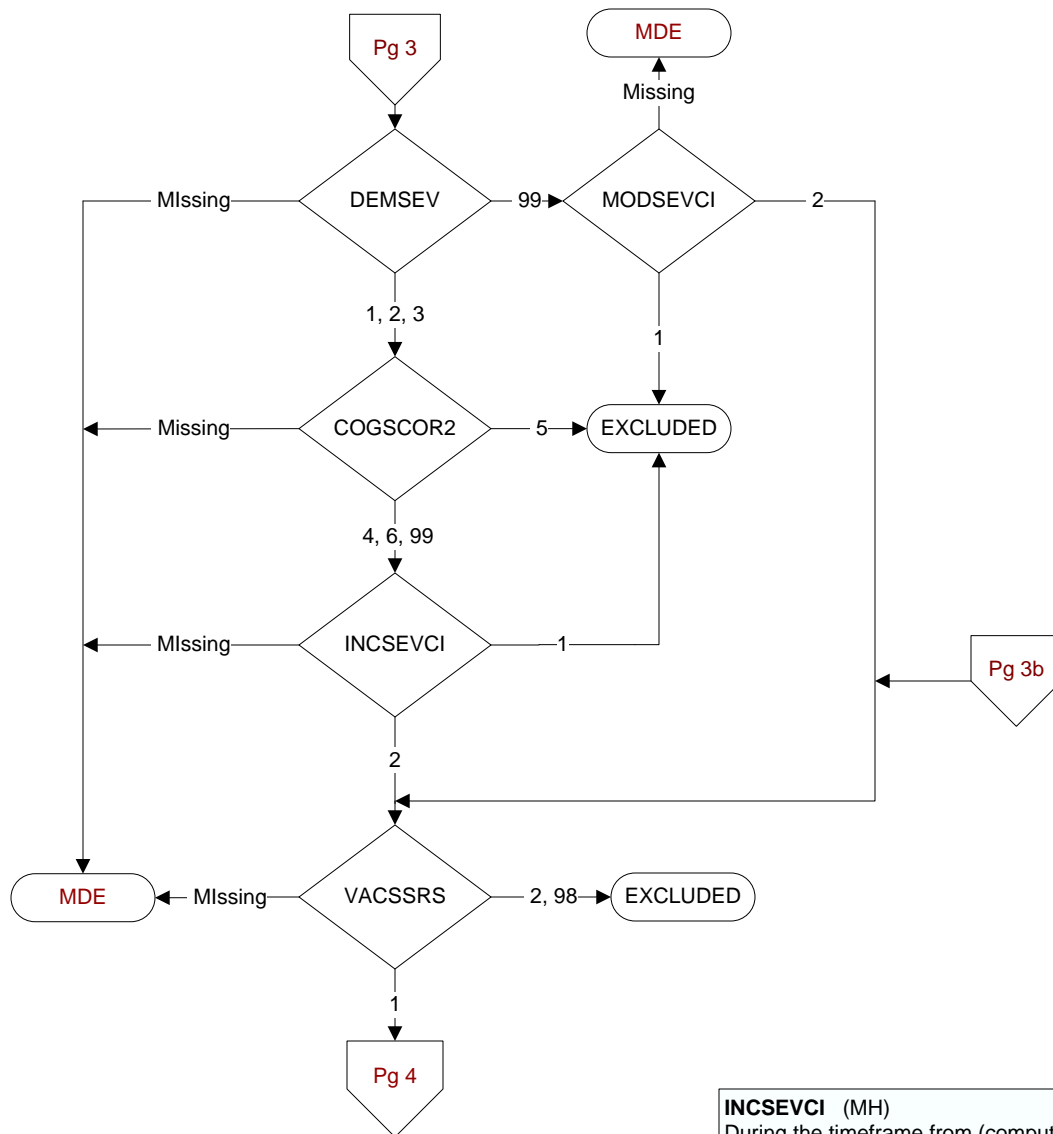 Pg 3
MDE
Missing
MIssing
DEMSEV
99
MODSEVCI
2
1, 2, 3
1
Missing
COGSCOR2
5
EXCLUDED
4, 6, 99
MIssing
INCSEVCI
1
Pg 3b
2
MDE
MIssing
VACSSRS
2, 98
EXCLUDED
1
Pg 4
INCSEVCI (MH)
During the timeframe from (comput